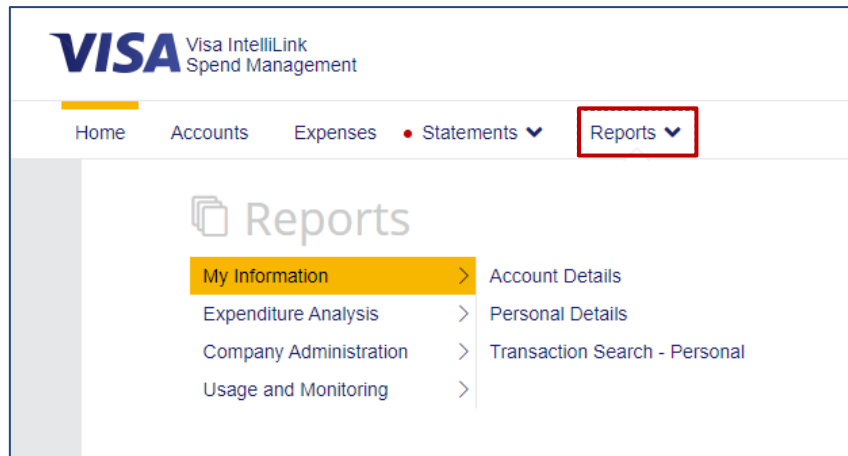 VISA Visa IntelliLink
Spend Management
Home Accounts Expenses • Statements Reports
Reports
My Information
Expenditure Analysis
Company Administration
Usage and Monitoring
Account Details
Personal Details
Transaction Search - Personal